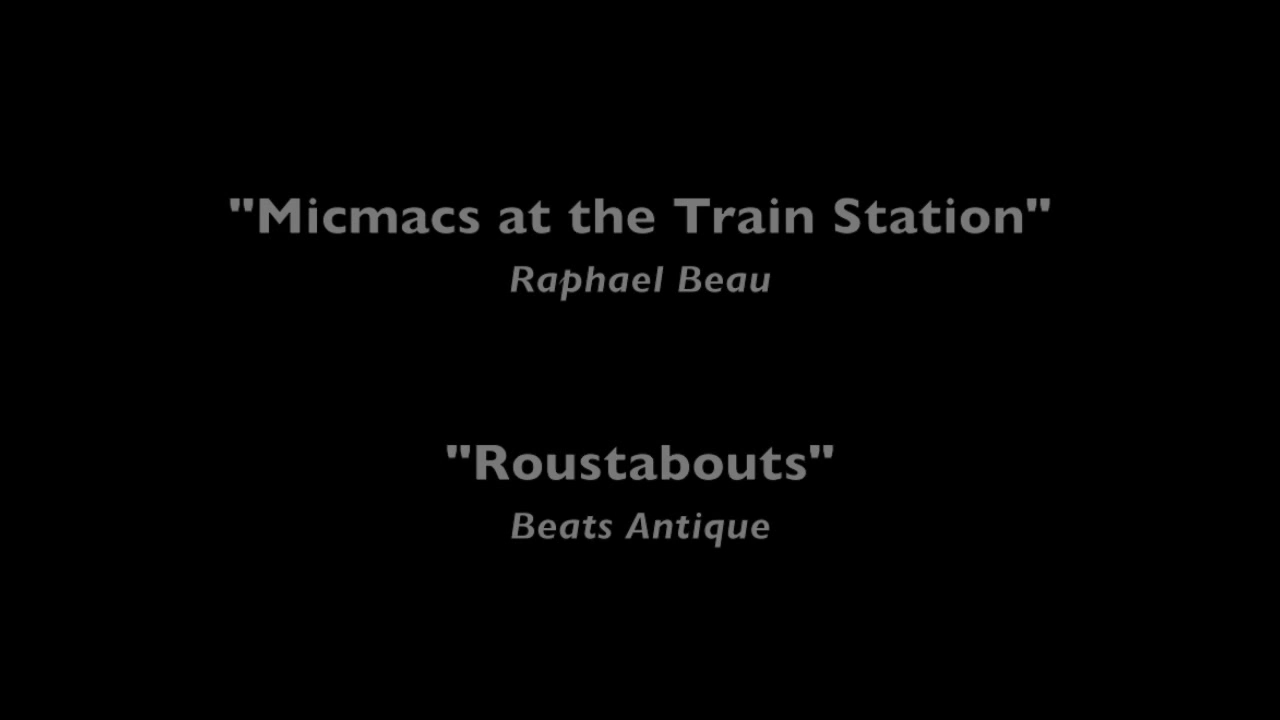 "Micmacs at the Train Station"
Raphael Beau
"Roustabouts"
Beats Antique